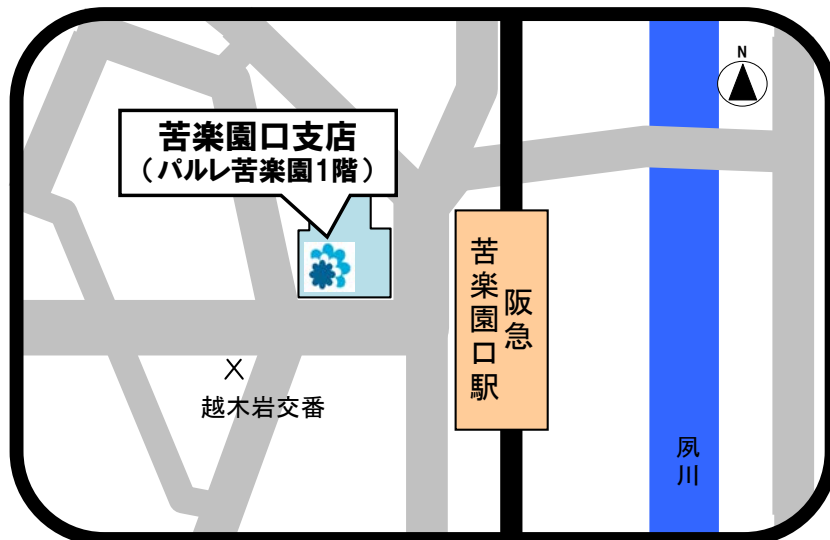 N
苦楽園口支店
（パルレ苦楽園1階）
阪急
苦楽園口駅
越木岩交番
夙川